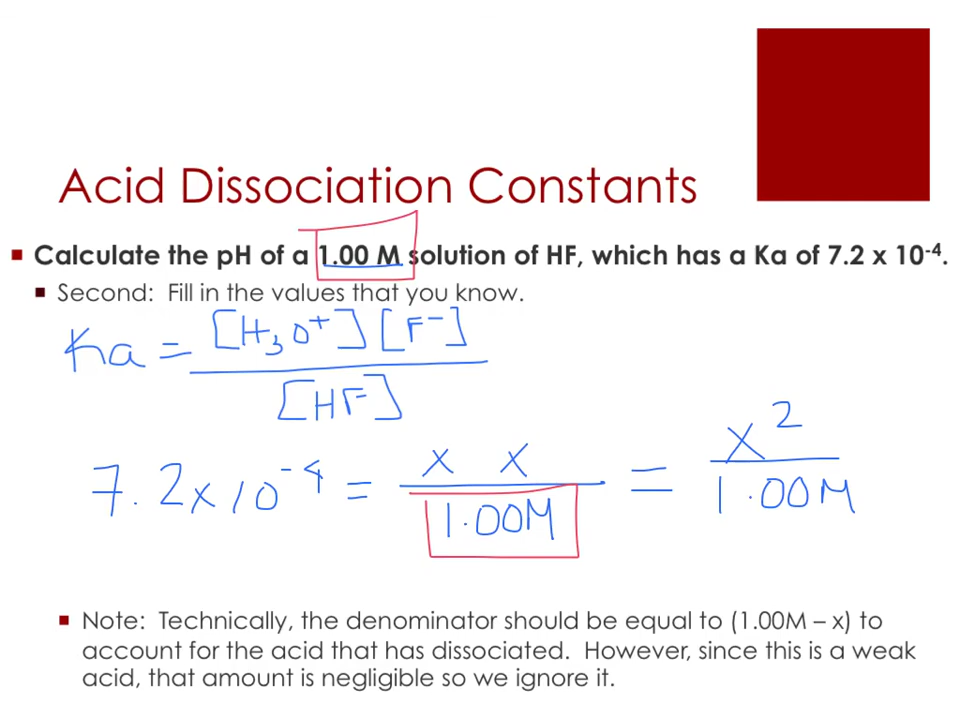 Acid Dissociation Constants
Calculate the pH of a 1.00 M solution of HF, which has a Ka of 7.2 x 10⁻⁴.
Second: Fill in the values that you know.
Ka = [H₃O⁺] [F⁻] / [HF]
7.2 x 10⁻⁴ = x x / 1.00M = x² / 1.00M
Note: Technically, the denominator should be equal to (1.00M – x) to
account for the acid that has dissociated. However, since this is a weak
acid, that amount is negligible so we ignore it.